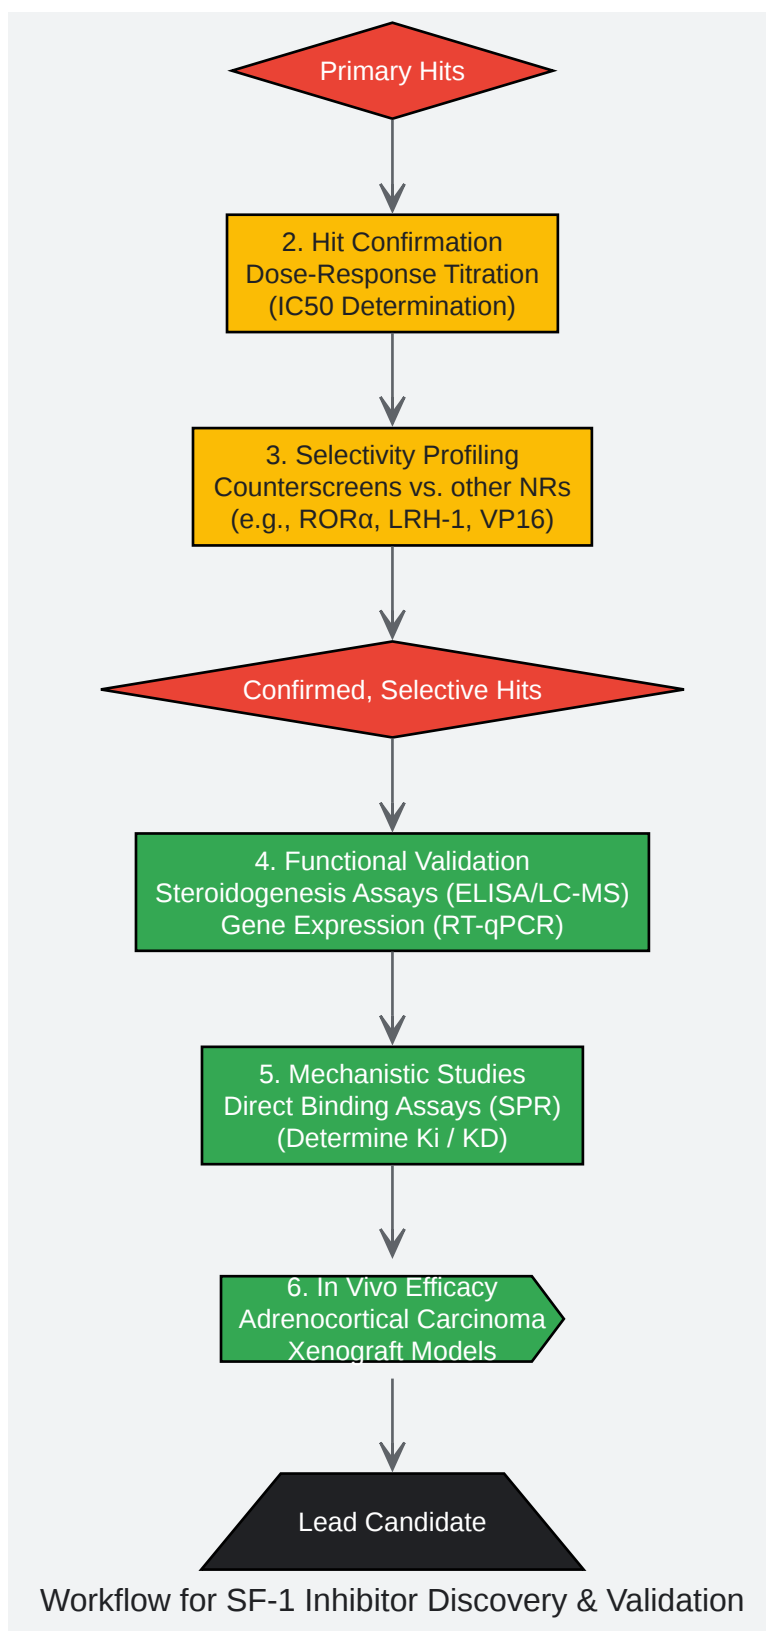 Primary Hits
2. Hit Confirmation
Dose-Response Titration
(IC50 Determination)
3. Selectivity Profiling
Counterscreens vs. other NRs
(e.g., RORα, LRH-1, VP16)
Confirmed, Selective Hits
4. Functional Validation
Steroidogenesis Assays (ELISA/LC-MS)
Gene Expression (RT-qPCR)
5. Mechanistic Studies
Direct Binding Assays (SPR)
(Determine Ki / KD)
6. In Vivo Efficacy
Adrenocortical Carcinoma
Xenograft Models
Lead Candidate
Workflow for SF-1 Inhibitor Discovery & Validation